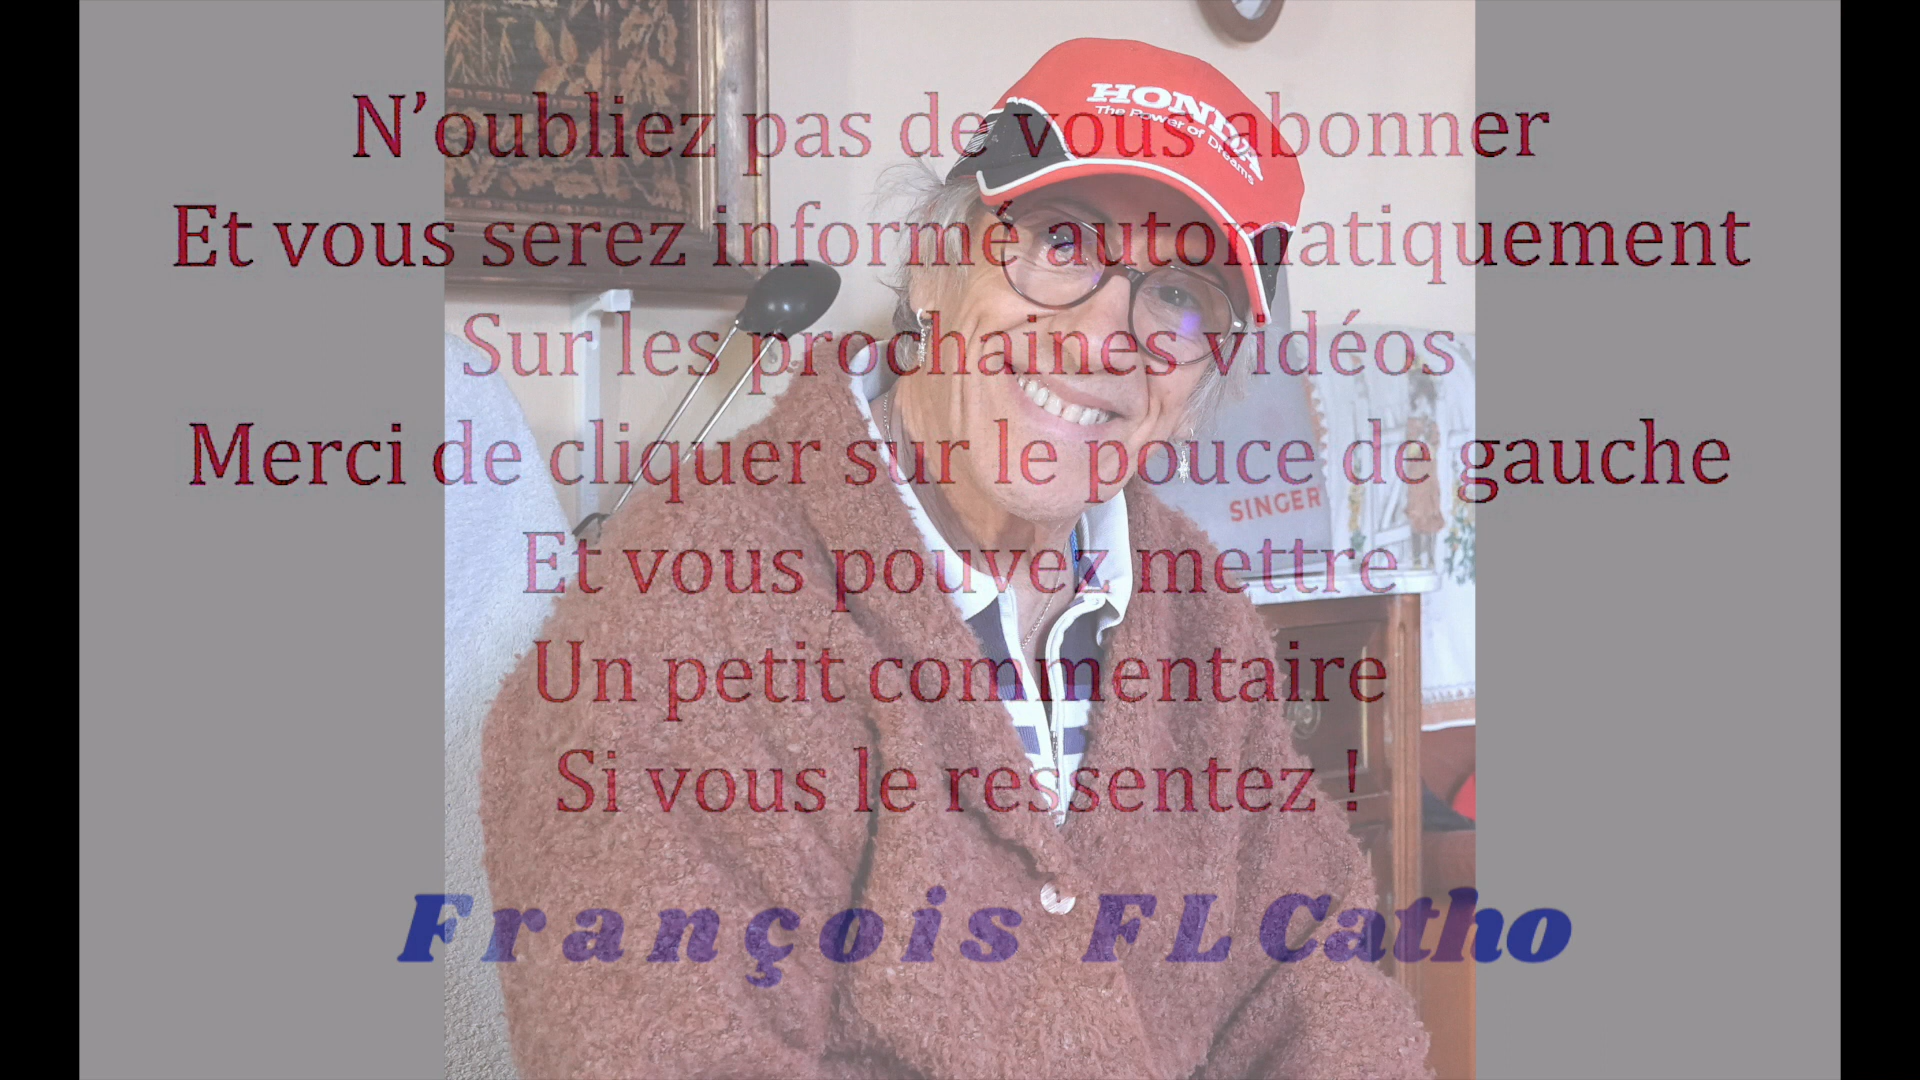 N’oubliez pas de vous abonner
Et vous serez informé automatiquement
Sur les prochaines vidéos
Merci de cliquer sur le pouce de gauche
Et vous pouvez mettre
Un petit commentaire
Si vous le ressentez !
François FLCatho
HONDA
The Power of Dreams
SINGER